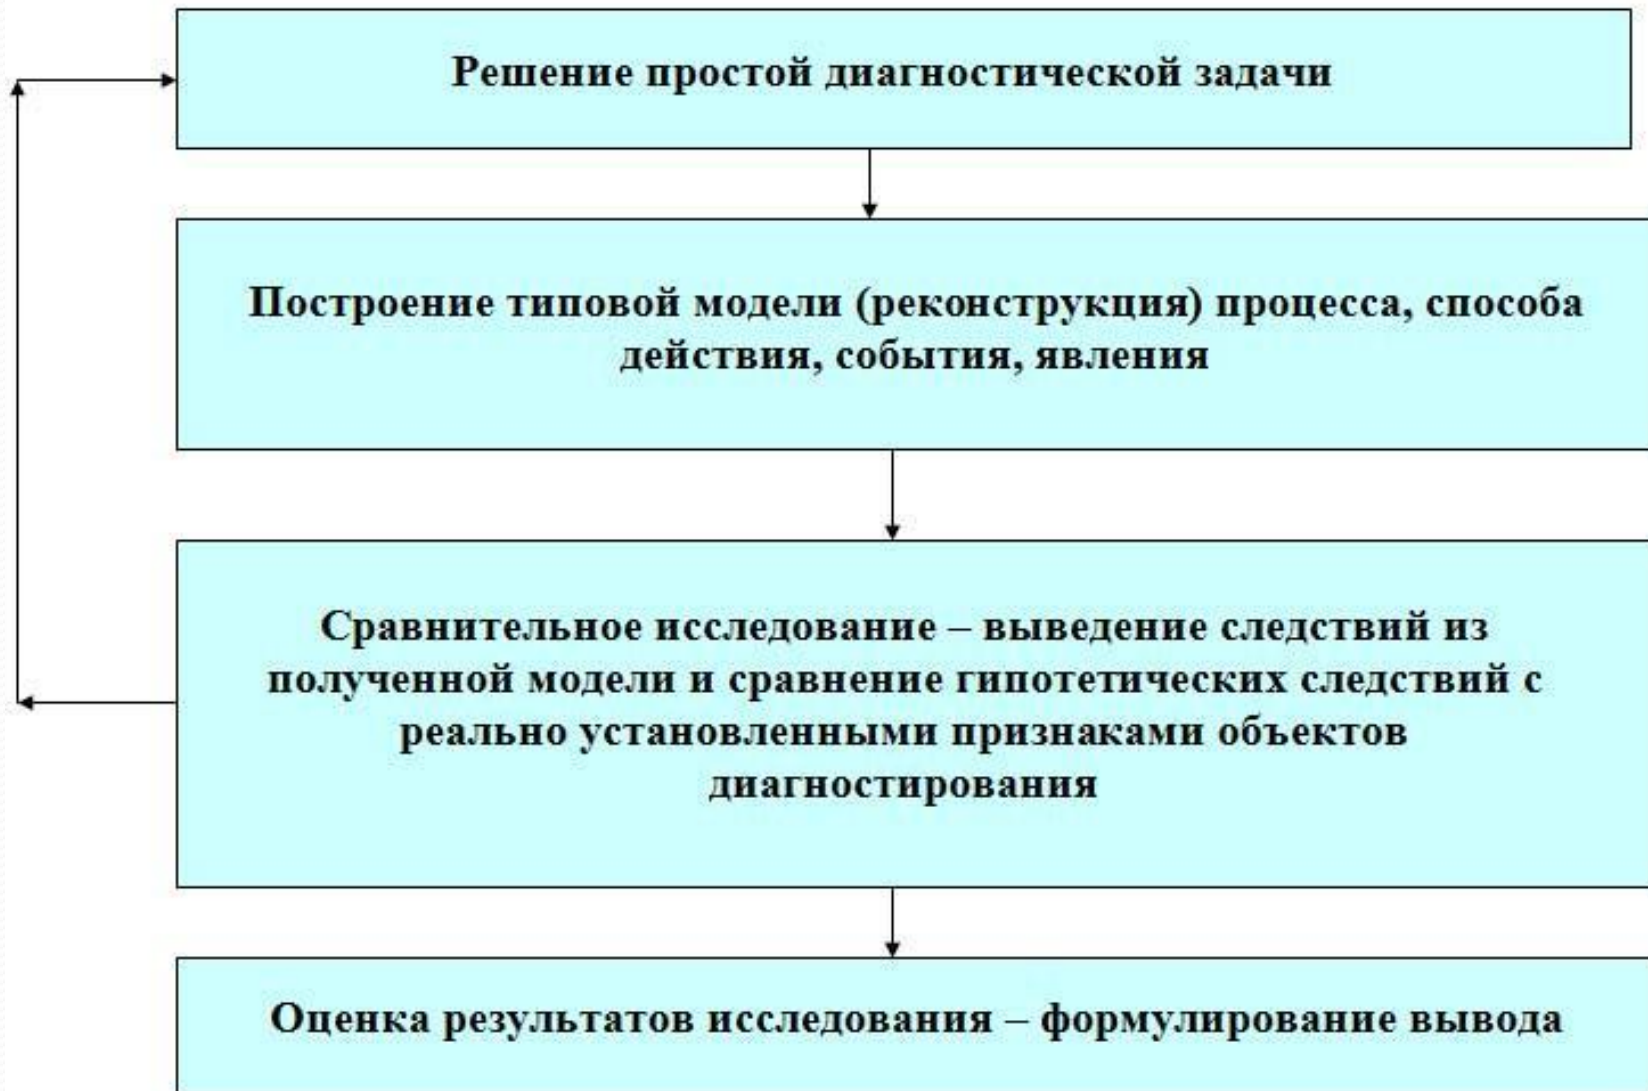 Решение простой диагностической задачи
Построение типовой модели (реконструкция) процесса, способа
действия, события, явления
Сравнительное исследование – выведение следствий из
полученной модели и сравнение гипотетических следствий с
реально установленными признаками объектов
диагностирования
Оценка результатов исследования – формулирование вывода